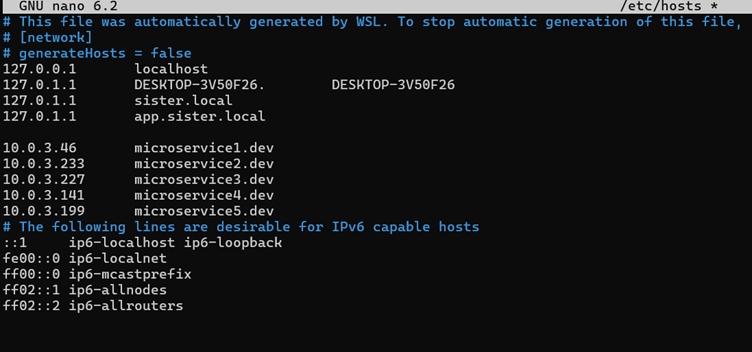 GNU nano 6.2 /etc/hosts *
# This file was automatically generated by WSL. To stop automatic generation of this file,
# [network]
# generateHosts = false
127.0.0.1 localhost
127.0.1.1 DESKTOP-3V50F26. DESKTOP-3V50F26
127.0.1.1 sister.local
127.0.1.1 app.sister.local
10.0.3.46 microservice1.dev
10.0.3.233 microservice2.dev
10.0.3.227 microservice3.dev
10.0.3.141 microservice4.dev
10.0.3.199 microservice5.dev
# The following lines are desirable for IPv6 capable hosts
::1 ip6-localhost ip6-loopback
fe00::0 ip6-localnet
ff00::0 ip6-mcastprefix
ff02::1 ip6-allnodes
ff02::2 ip6-allrouters